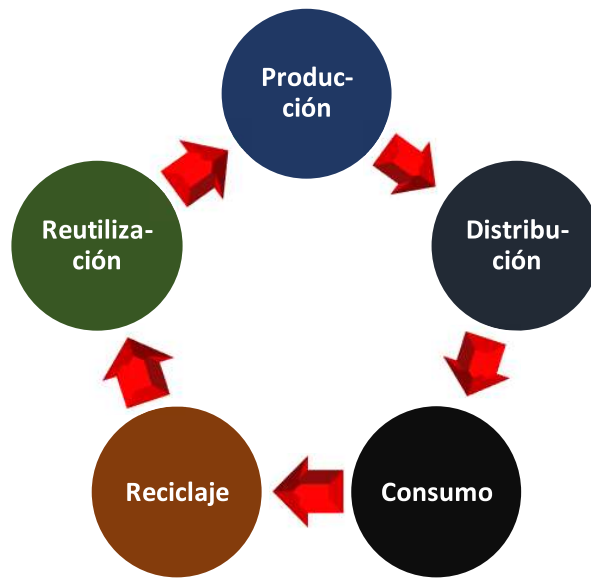 Produc-
ción
Distribu-
ción
Consumo
Reciclaje
Reutiliza-
ción